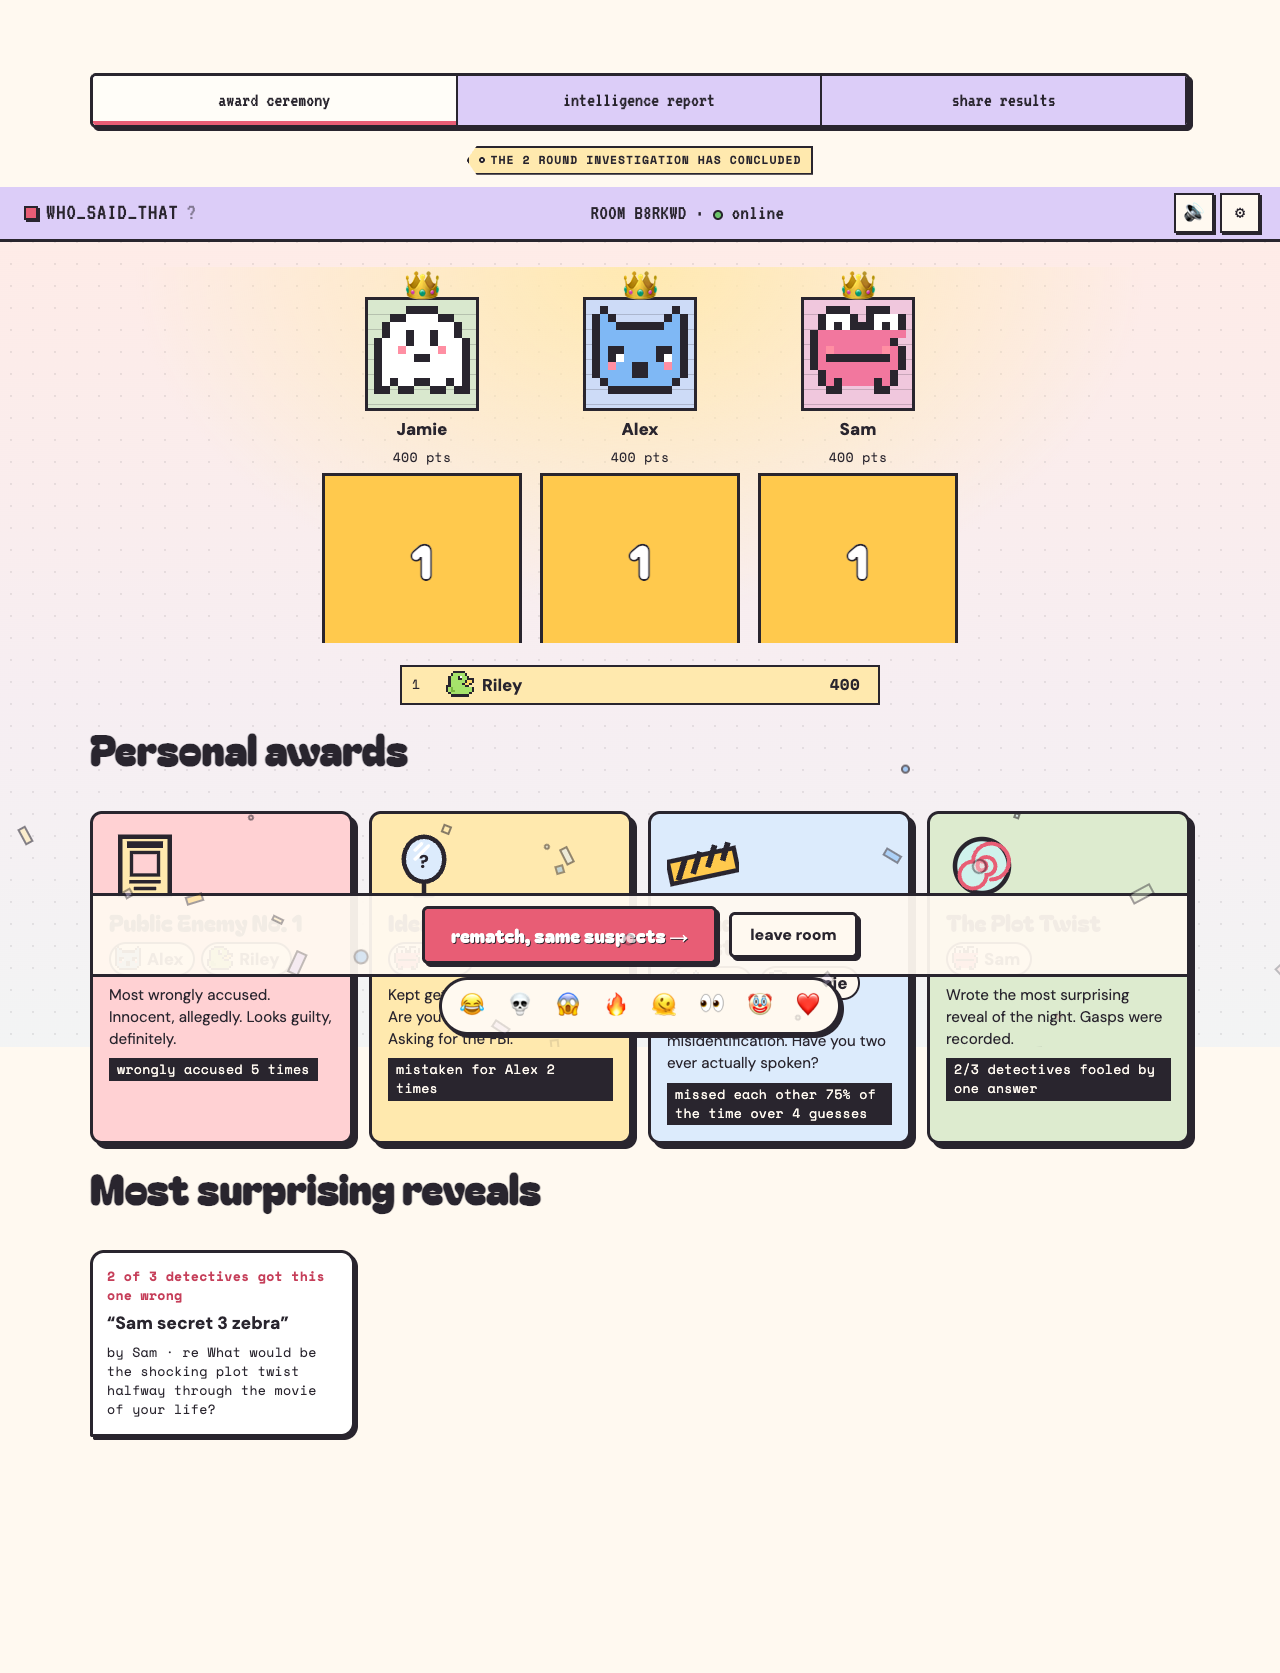 award ceremony
intelligence report
share results
THE 2 ROUND INVESTIGATION HAS CONCLUDED
WHO_SAID_THAT ?
ROOM B8RKWD · online
Jamie
Alex
Sam
400 pts
400 pts
400 pts
1
1
1
1
Riley
400
Personal awards
?
Public Enemy No. 1
Alex
Riley
Most wrongly accused.
Innocent, allegedly. Looks guilty,
definitely.
wrongly accused 5 times
Kept
Are you
Asking for the FBI.
mistaken for Alex 2
times
misidentification. Have you two
ever actually spoken?
missed each other 75% of
the time over 4 guesses
The Plot Twist
Sam
Wrote the most surprising
reveal of the night. Gasps were
recorded.
2/3 detectives fooled by
one answer
rematch, same suspects →
leave room
Most surprising reveals
2 of 3 detectives got this
one wrong
“Sam secret 3 zebra”
by Sam · re What would be
the shocking plot twist
halfway through the movie
of your life?